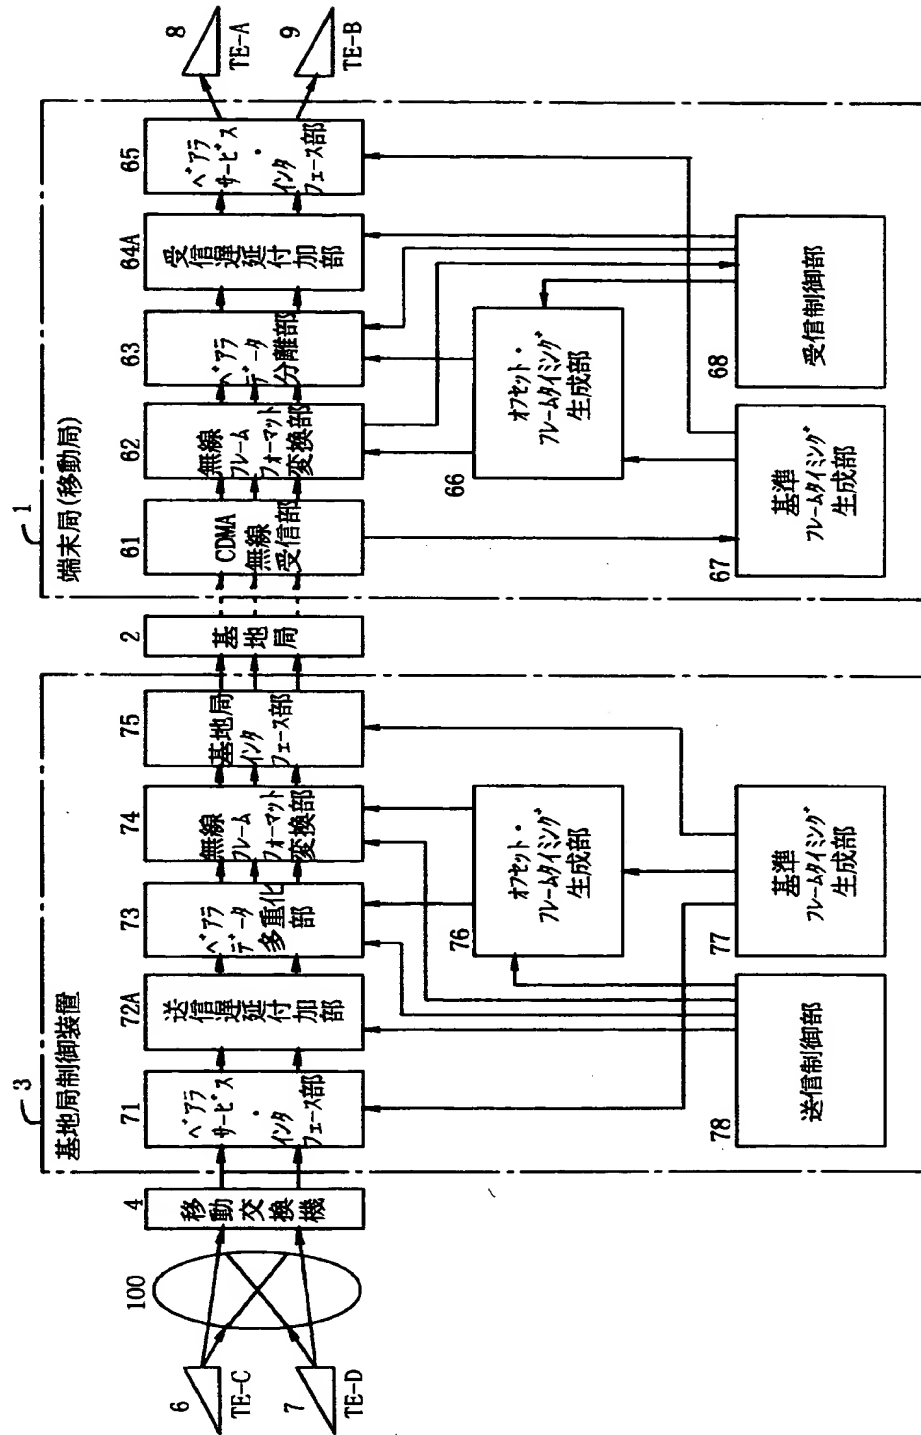 6
TE-C
7
TE-D
100
4
移動交換機
3
基地局制御装置
71
ベアラ
サービス
・
インタ
フェース部
72A
送信遅延付加部
73
ベアラ
データ
多重化
部
74
無線
フレーム
フォーマット
変換部
75
基地局
インタ
フェース部
76
オフセット・
フレームタイミング
生成部
77
基準
フレームタイミング
生成部
78
送信制御部
2
基地局
1
端末局(移動局)
61
CDMA
無線
受信部
62
無線
フレーム
フォーマット
変換部
63
ベアラ
データ
分離部
64A
受信遅延付加部
65
ベアラ
サービス
・
インタ
フェース部
66
オフセット・
フレームタイミング
生成部
67
基準
フレームタイミング
生成部
68
受信制御部
8
TE-A
9
TE-B